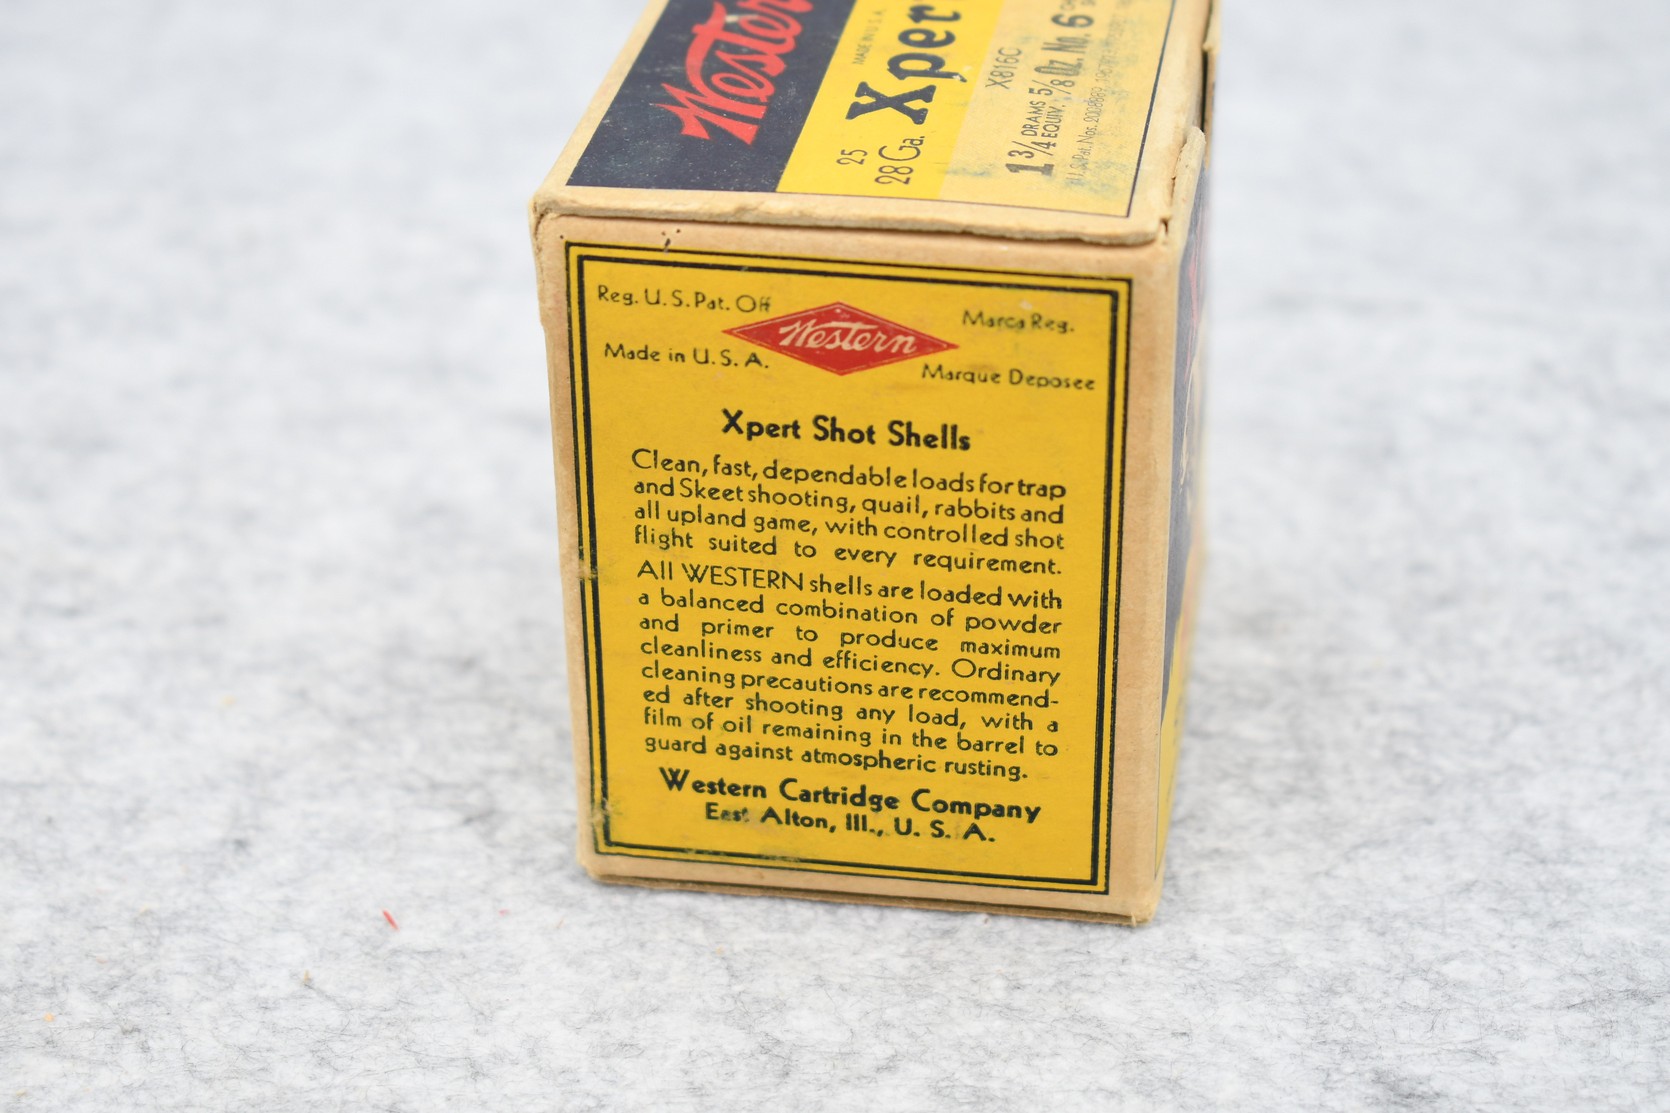 Western
MADE IN U.S.A.
25
28 Ga.
Xper
X816C
1 3/4 DRAMS EQUIV. 5/8 Oz. No. 6
U.S. Pat. Nos.
Reg. U.S. Pat. Off
Western
Marca Reg.
Made in U. S. A.
Marque Deposee
Xpert Shot Shells
Clean, fast, dependable loads for trap
and Skeet shooting, quail, rabbits and
all upland game, with controlled shot
flight suited to every requirement.
All WESTERN shells are loaded with
a balanced combination of powder
and primer to produce maximum
cleanliness and efficiency. Ordinary
cleaning precautions are recommend-
ed after shooting any load, with a
film of oil remaining in the barrel to
guard against atmospheric rusting.
Western Cartridge Company
East Alton, Ill., U. S. A.